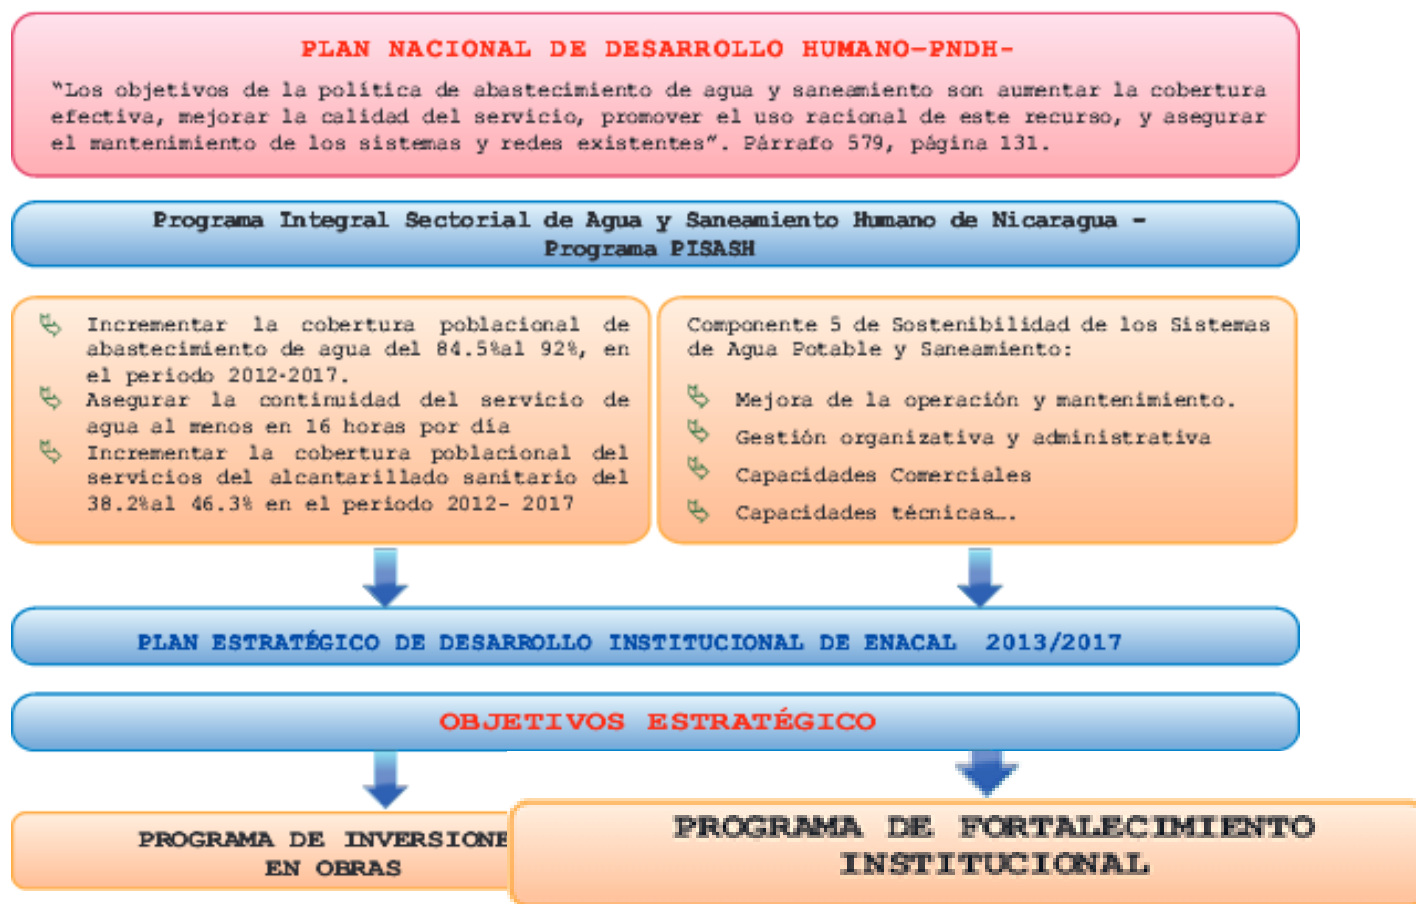 PLAN NACIONAL DE DESARROLLO HUMANO–PNDH-
“Los objetivos de la política de abastecimiento de agua y saneamiento son aumentar la cobertura
efectiva, mejorar la calidad del servicio, promover el uso racional de este recurso, y asegurar
el mantenimiento de los sistemas y redes existentes”. Párrafo 579, página 131.
Programa Integral Sectorial de Agua y Saneamiento Humano de Nicaragua –
Programa PISASH
Incrementar la cobertura poblacional de
abastecimiento de agua del 84.5%al 92%, en
el periodo 2012-2017.
Asegurar la continuidad del servicio de
agua al menos en 16 horas por día
Incrementar la cobertura poblacional del
servicios del alcantarillado sanitario del
38.2%al 46.3% en el periodo 2012- 2017
Componente 5 de Sostenibilidad de los Sistemas
de Agua Potable y Saneamiento:
Mejora de la operación y mantenimiento.
Gestión organizativa y administrativa
Capacidades Comerciales
Capacidades técnicas….
PLAN ESTRATÉGICO DE DESARROLLO INSTITUCIONAL DE ENACAL 2013/2017
OBJETIVOS ESTRATÉGICO
PROGRAMA DE INVERSIONE
EN OBRAS
PROGRAMA DE FORTALECIMIENTO
INSTITUCIONAL